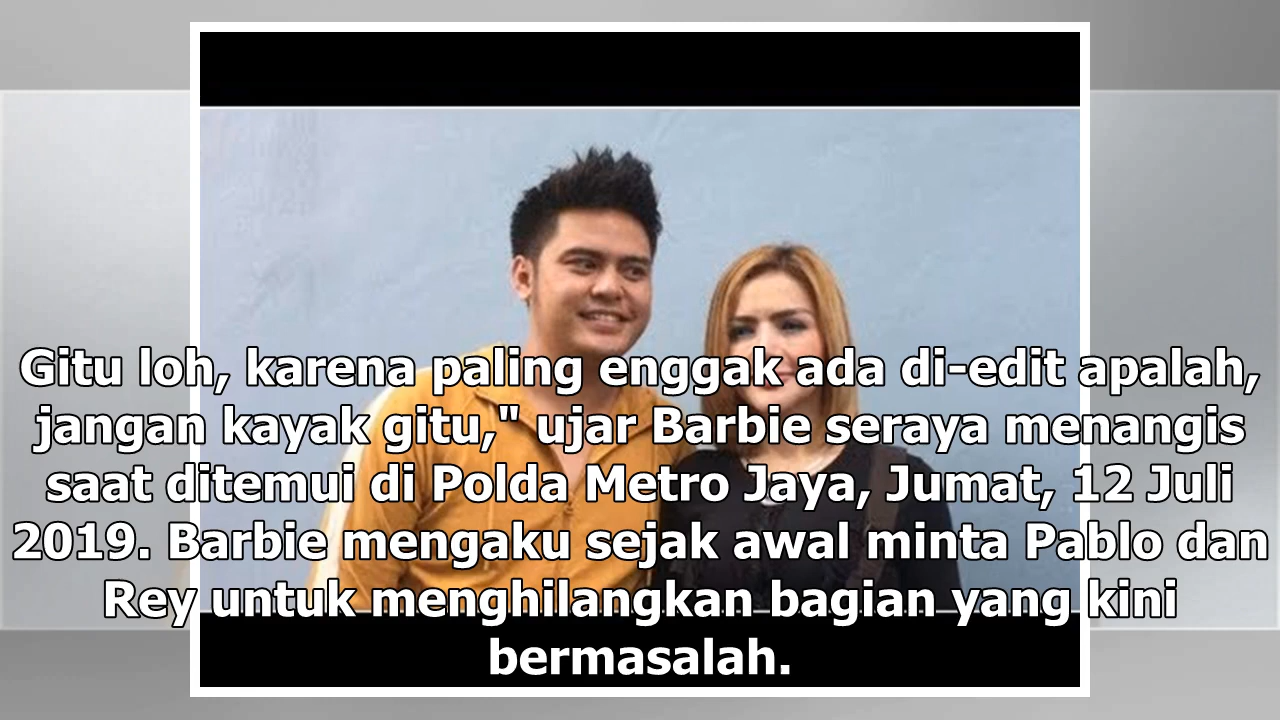 Gitu loh, karena paling enggak ada di-edit apalah,
jangan kayak gitu," ujar Barbie seraya menangis
saat ditemui di Polda Metro Jaya, Jumat, 12 Juli
2019. Barbie mengaku sejak awal minta Pablo dan
Rey untuk menghilangkan bagian yang kini
bermasalah.